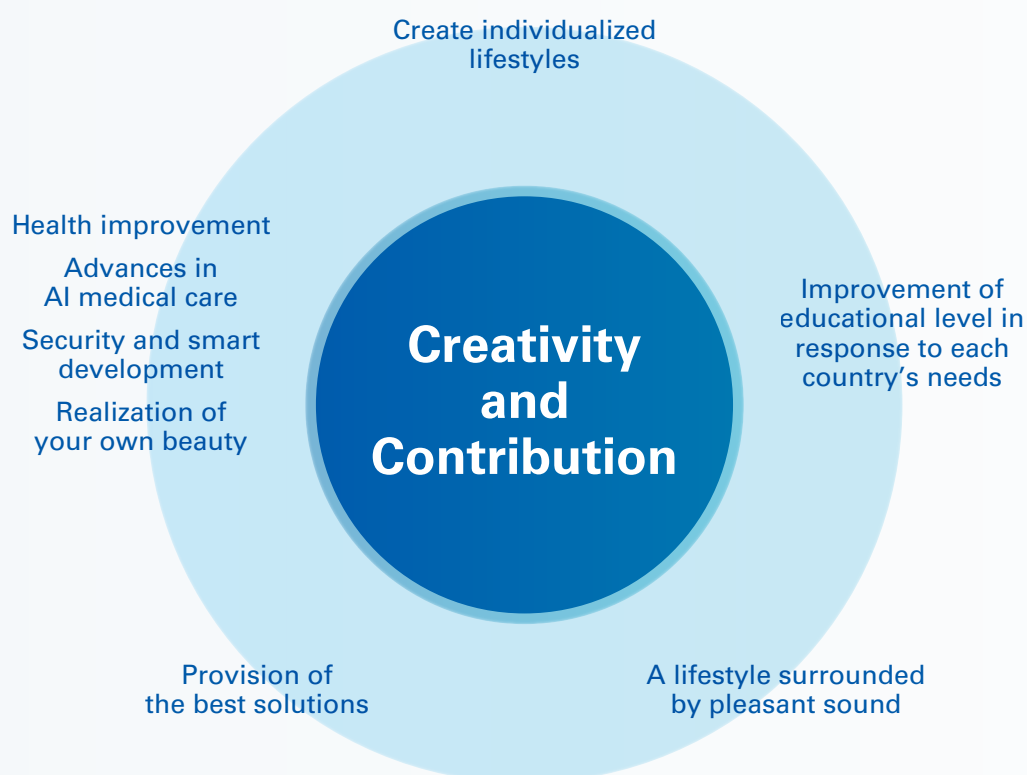 Create individualized
lifestyles
Health improvement
Advances in
AI medical care
Security and smart
development
Realization of
your own beauty
Creativity
and
Contribution
Improvement of
educational level in
response to each
country's needs
Provision of
the best solutions
A lifestyle surrounded
by pleasant sound